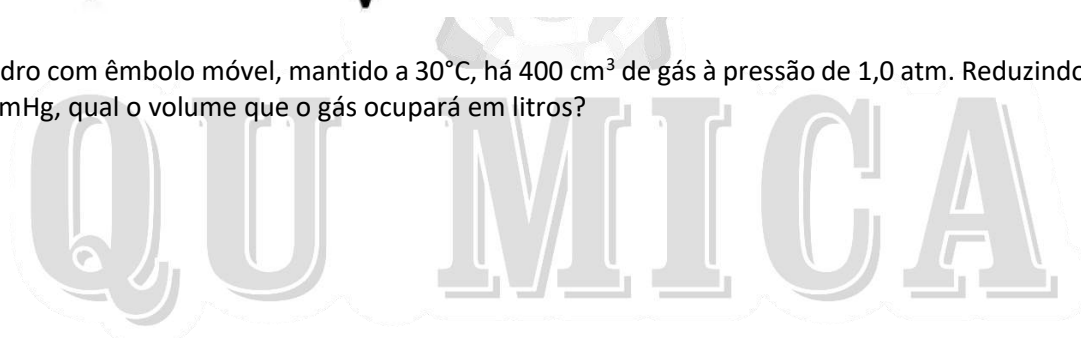 dro com êmbolo móvel, mantido a 30°C, há 400 cm³ de gás à pressão de 1,0 atm. Reduzindo
mHg, qual o volume que o gás ocupará em litros?
QU MICA